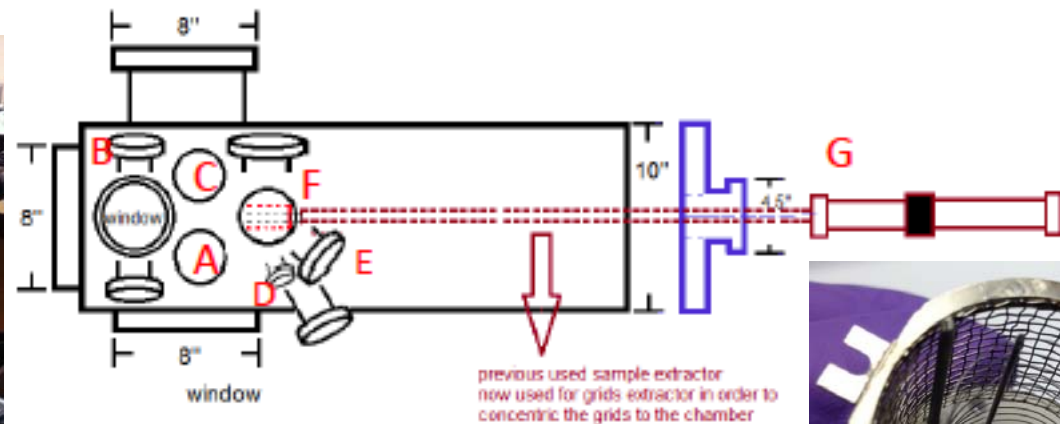 8"
B
C
F
G
10"
4.5"
8"
window
A
E
D
8"
window
previous used sample extractor
now used for grids extractor in order to
concentric the grids to the chamber